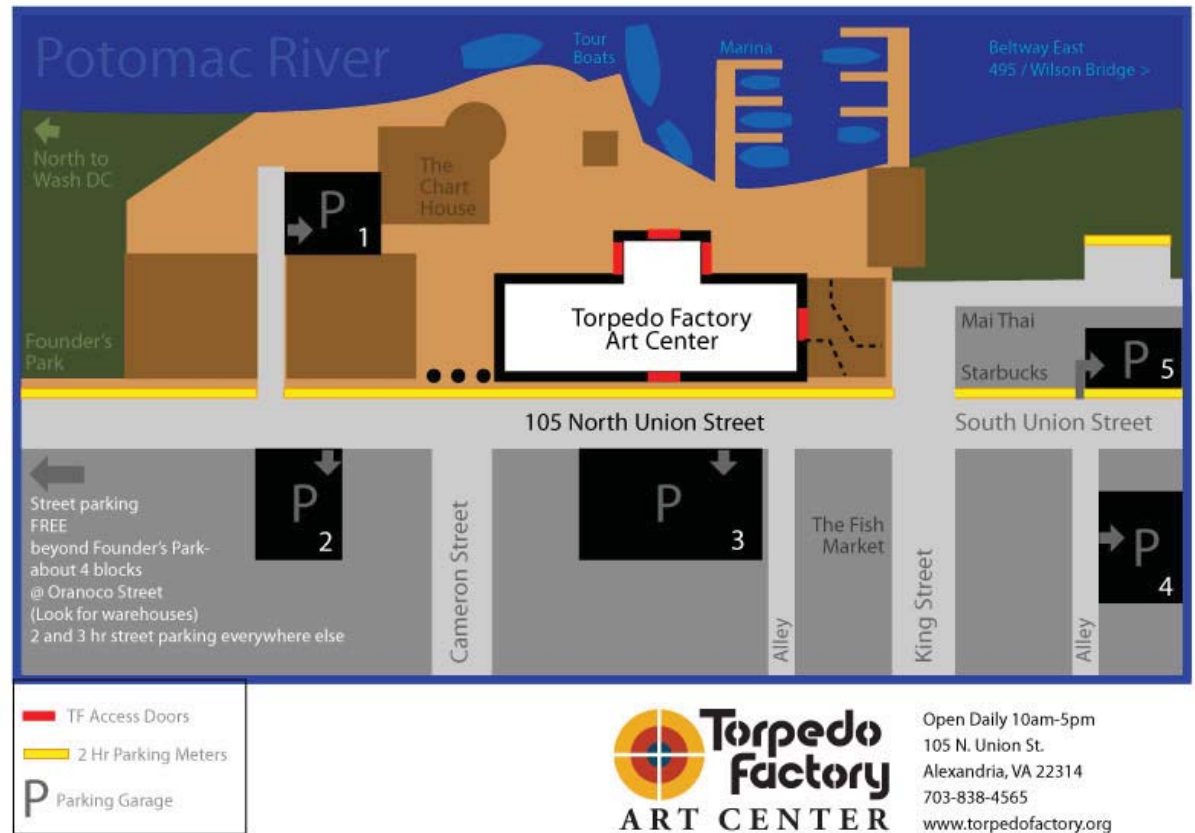 Potomac River
Tour
Boats
Marina
Beltway East
495 / Wilson Bridge >
North to
Wash DC
The
Chart
House
P
1
Torpedo Factory
Art Center
Mai Thai
Starbucks
P
5
Founder's
Park
105 North Union Street
South Union Street
Street parking
FREE
beyond Founder's Park-
about 4 blocks
@ Oranoco Street
(Look for warehouses)
2 and 3 hr street parking everywhere else
P
2
Cameron Street
P
3
Alley
The Fish
Market
King Street
Alley
P
4
TF Access Doors
2 Hr Parking Meters
P Parking Garage
Torpedo
Factory
ART CENTER
Open Daily 10am-5pm
105 N. Union St.
Alexandria, VA 22314
703-838-4565
www.torpedofactory.org